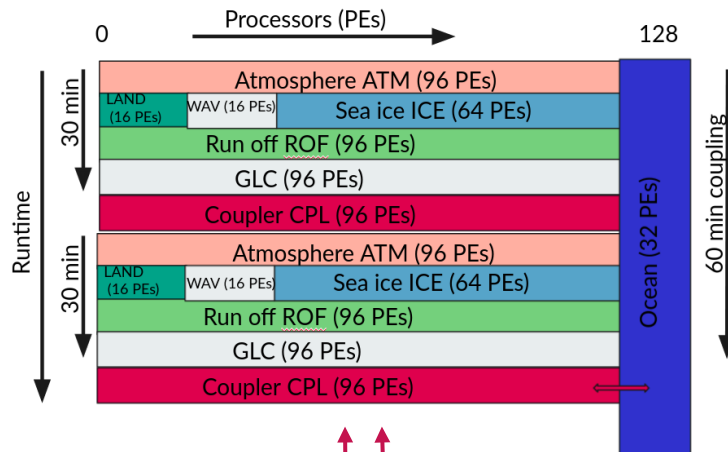 Processors (PEs)
0
128
Atmosphere ATM (96 PEs)
LAND
(16 PEs)
WAV (16 PEs)
Sea ice ICE (64 PEs)
Run off ROF (96 PEs)
GLC (96 PEs)
Coupler CPL (96 PEs)
Atmosphere ATM (96 PEs)
LAND
(16 PEs)
WAV (16 PEs)
Sea ice ICE (64 PEs)
Run off ROF (96 PEs)
GLC (96 PEs)
Coupler CPL (96 PEs)
Runtime
30 min
30 min
Ocean (32 PEs)
60 min coupling